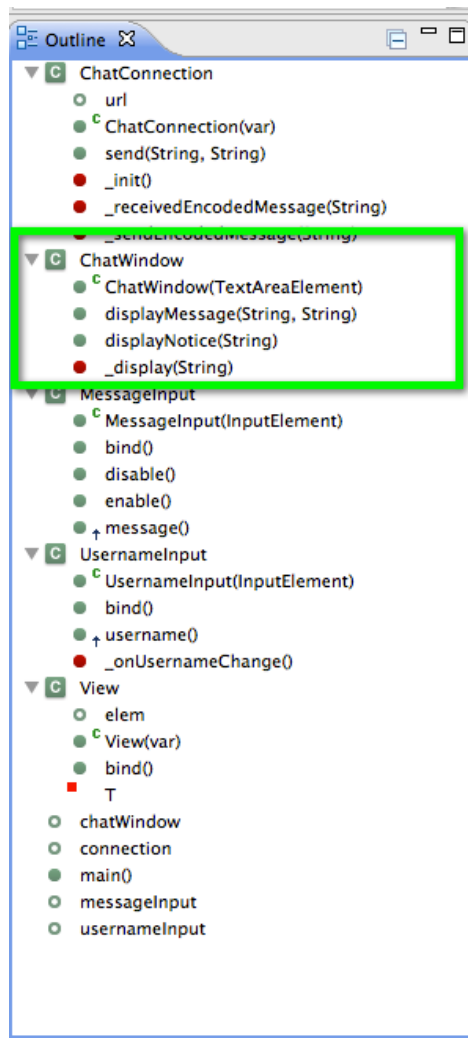 Outline
C ChatConnection
url
C ChatConnection(var)
send(String, String)
_init()
_receivedEncodedMessage(String)
_sendEncodedMessage(String)
C ChatWindow
C ChatWindow(TextAreaElement)
displayMessage(String, String)
displayNotice(String)
_display(String)
C MessageInput
C MessageInput(InputElement)
bind()
disable()
enable()
message()
C UsernameInput
C UsernameInput(InputElement)
bind()
username()
_onUsernameChange()
C View
elem
C View(var)
bind()
T
chatWindow
connection
main()
messageInput
usernameInput